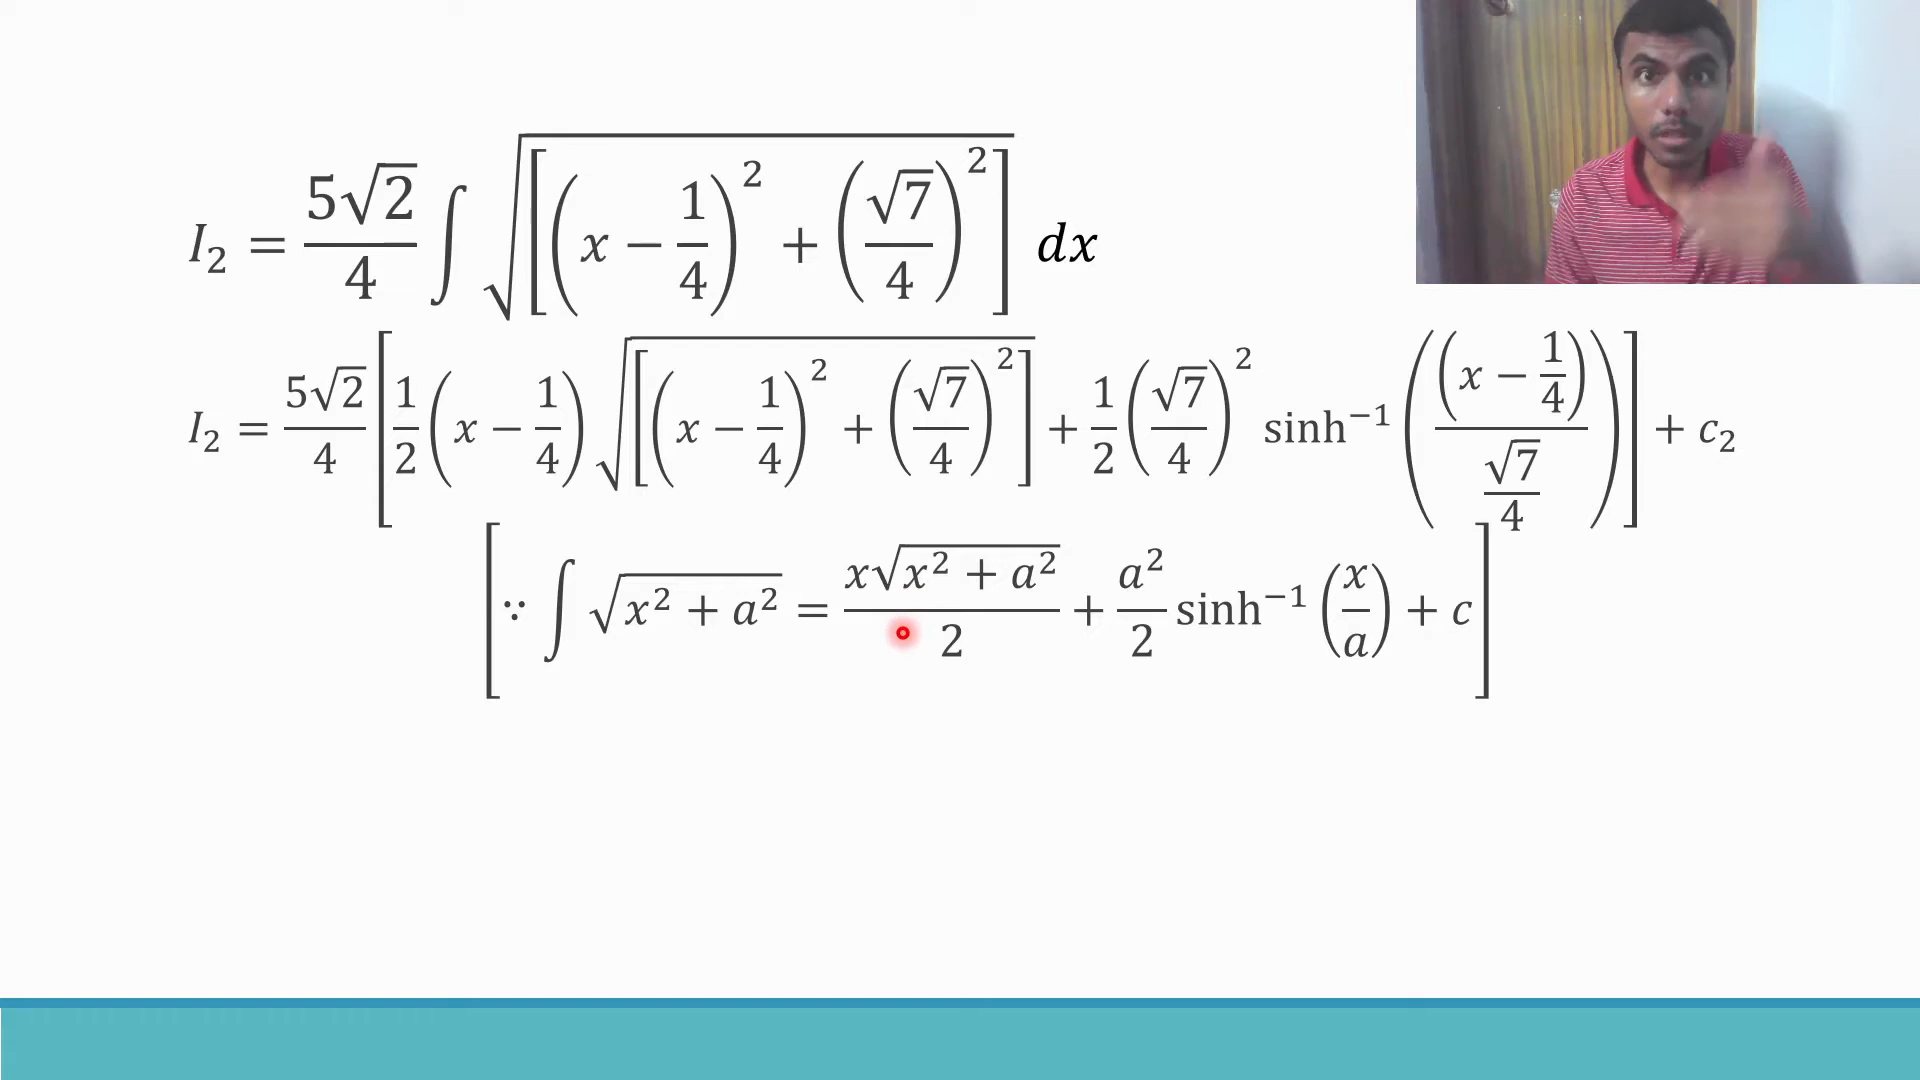 I₂ = 5√2/4 ∫ √[(x − 1/4)² + (√7/4)²] dx
I₂ = 5√2/4 [1/2 (x − 1/4) √[(x − 1/4)² + (√7/4)²] + 1/2 (√7/4)² sinh⁻¹ ((x − 1/4)/(√7/4))] + c₂
[∵ ∫ √(x² + a²) = x√(x² + a²)/2 + a²/2 sinh⁻¹ (x/a) + c]